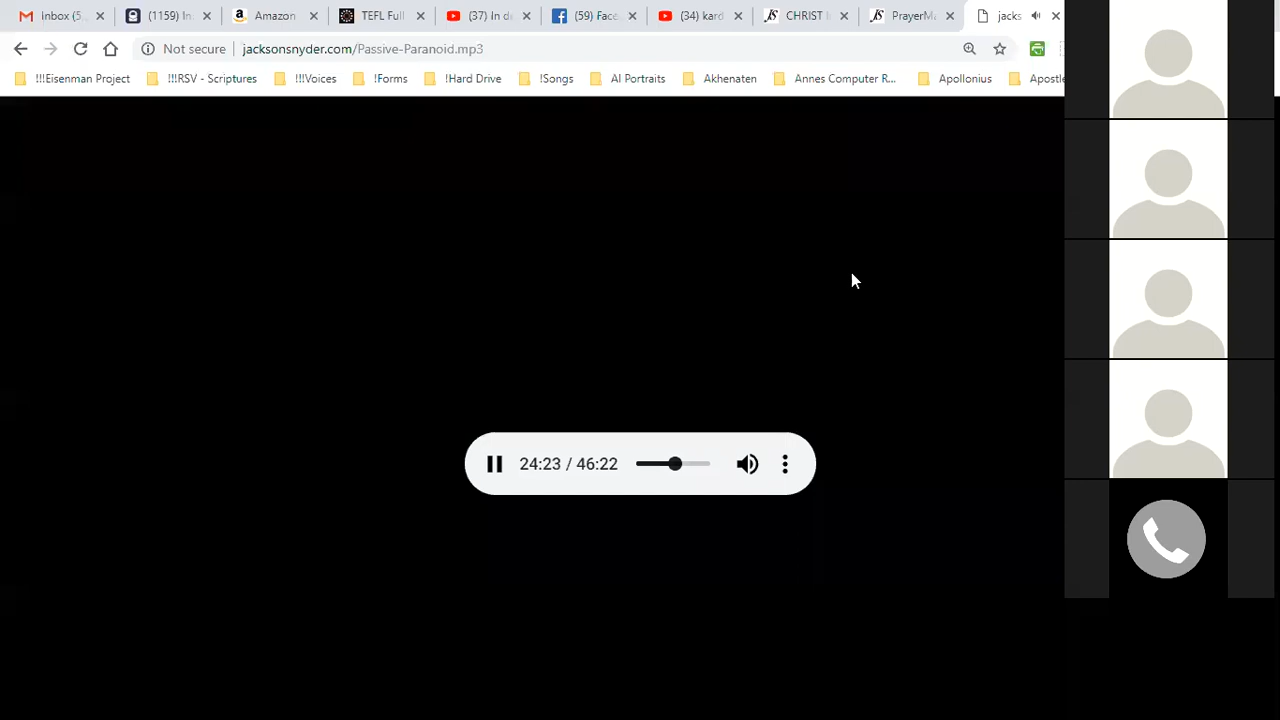 inbox (5 (1159) In Amazon TEFL Full (37) In d (59) Face (34) kard CHRIST PrayerM jacks
Not secure jacksonsnyder.com/Passive-Paranoid.mp3
!!!Eisenman Project !!!RSV - Scriptures !!!Voices !Forms !Hard Drive !Songs AI Portraits Akhenaten Annes Computer R... Apollonius Apostle
24:23 / 46:22